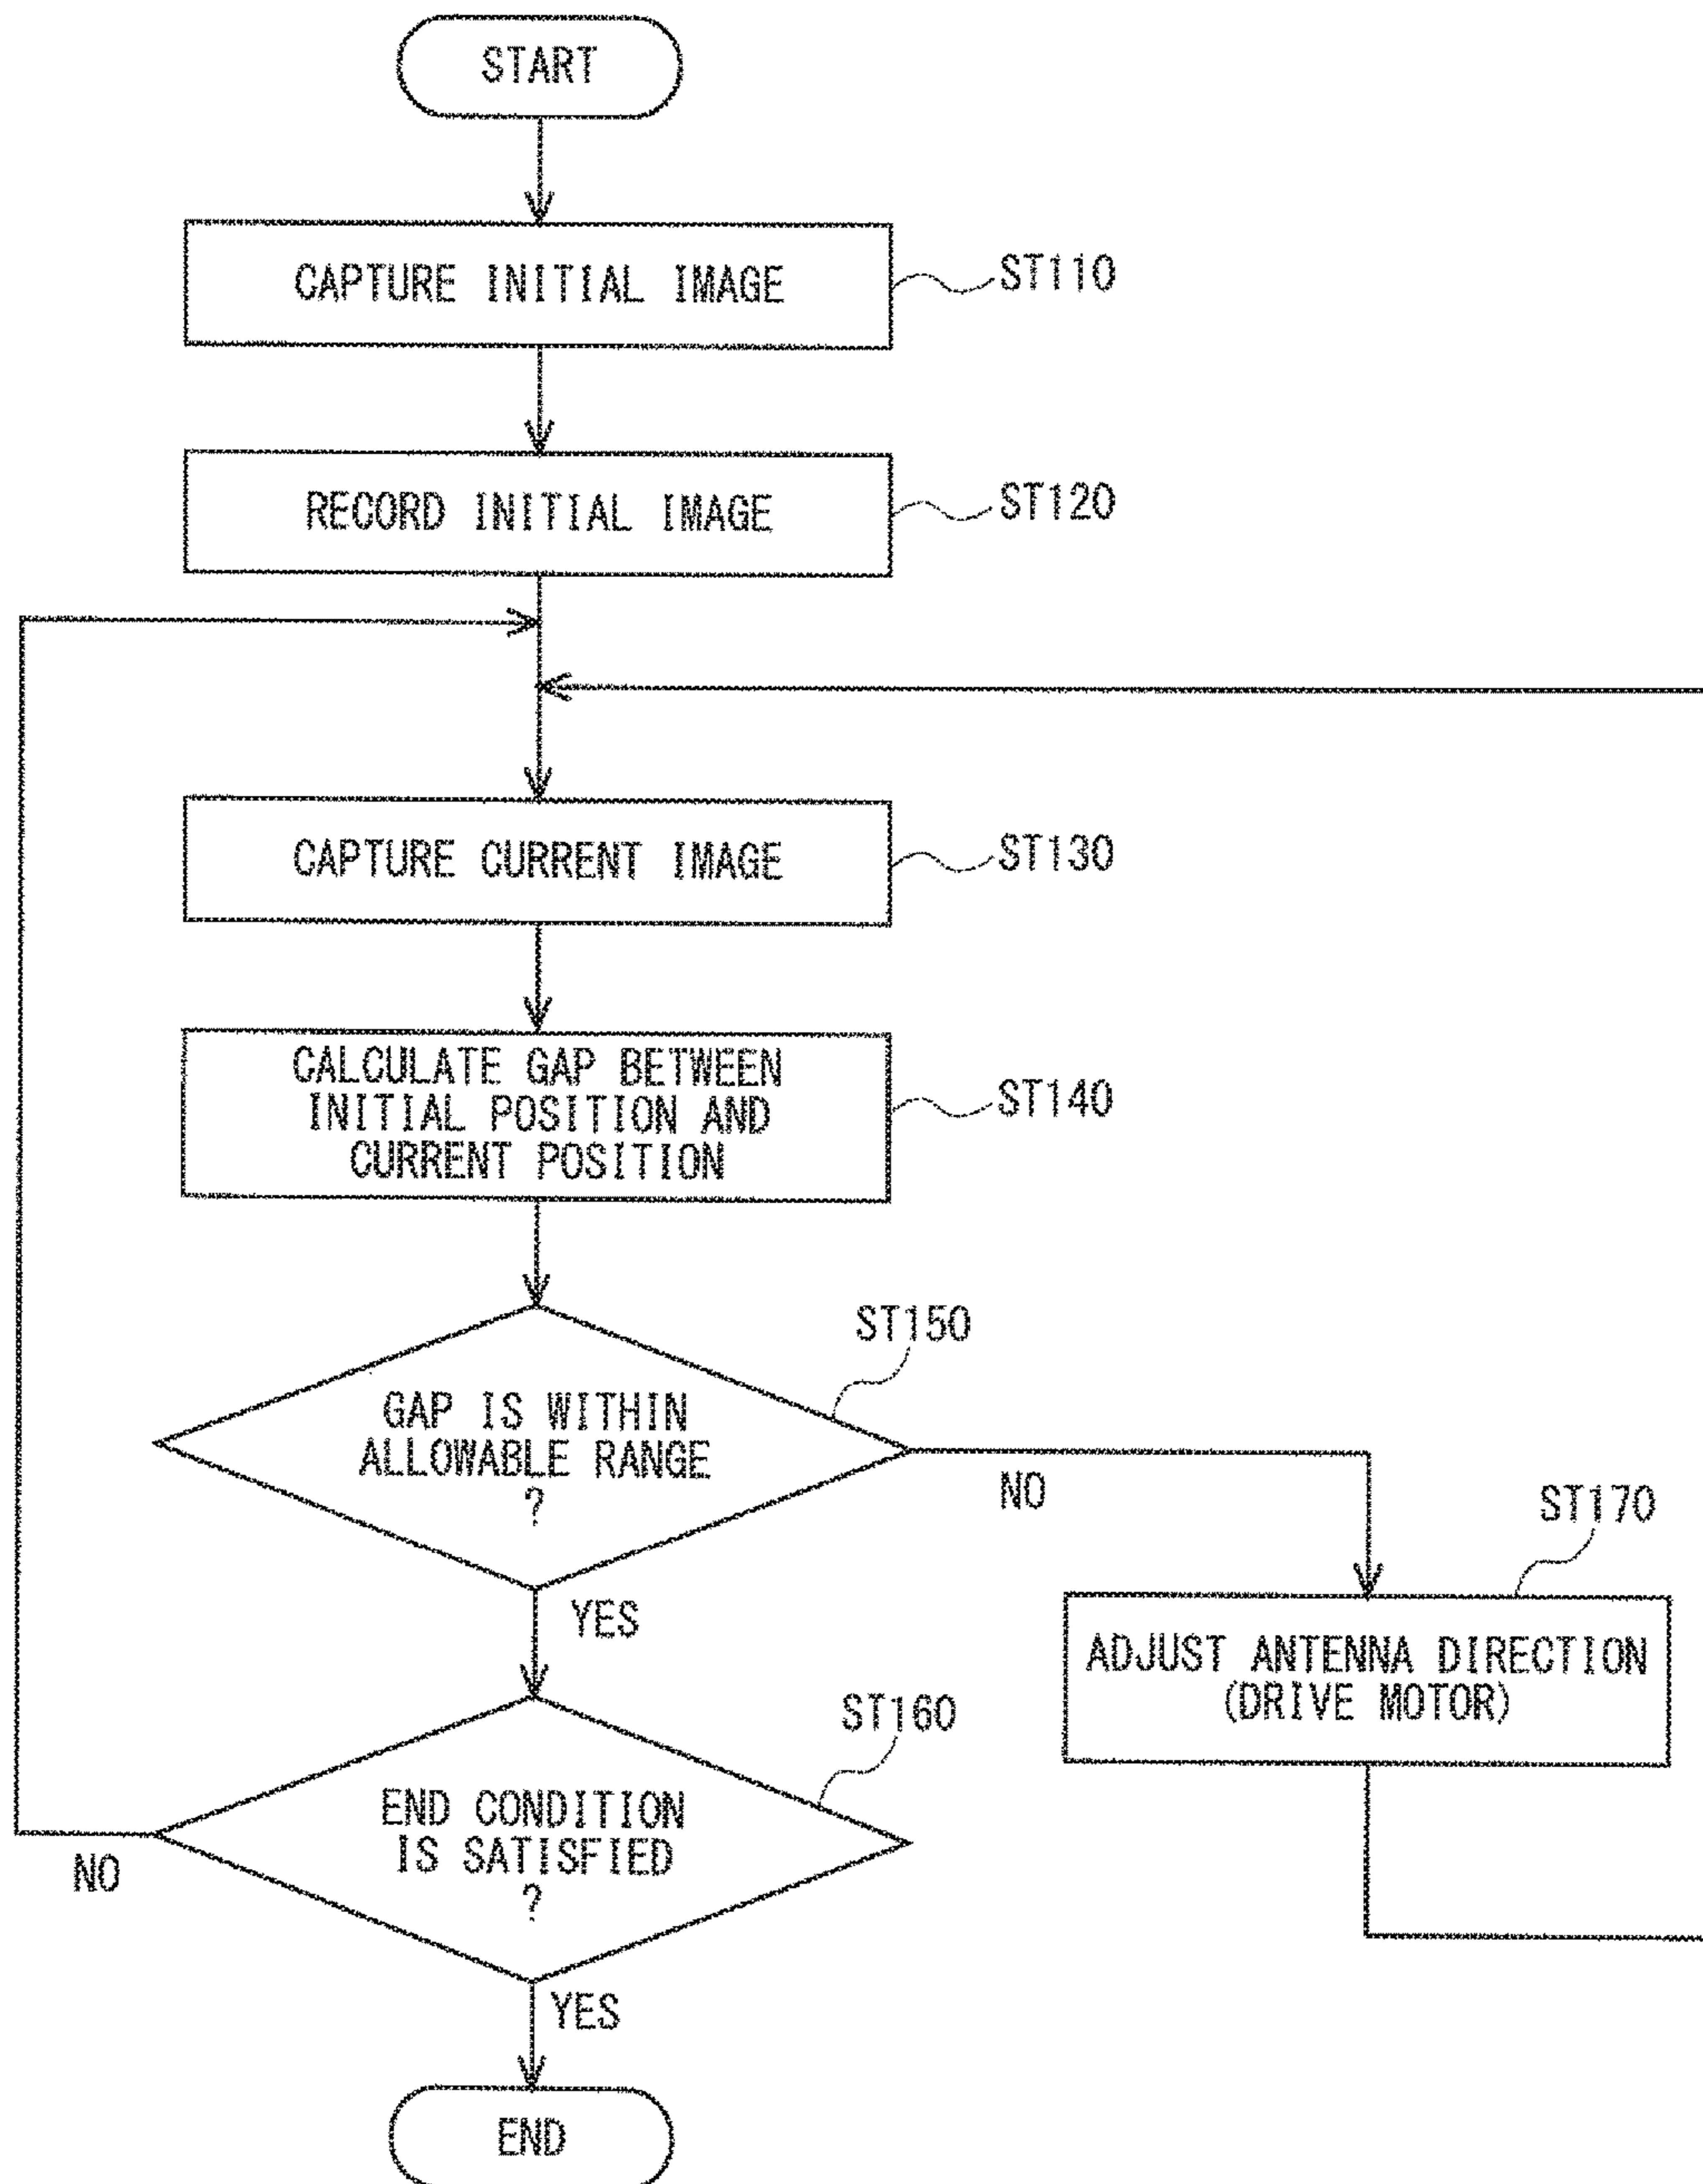 START
CAPTURE INITIAL IMAGE
ST110
RECORD INITIAL IMAGE
ST120
CAPTURE CURRENT IMAGE
ST130
CALCULATE GAP BETWEEN
INITIAL POSITION AND
CURRENT POSITION
ST140
ST150
GAP IS WITHIN
ALLOWABLE RANGE
?
NO
YES
ST170
ADJUST ANTENNA DIRECTION
(DRIVE MOTOR)
ST160
END CONDITION
IS SATISFIED
?
NO
YES
END